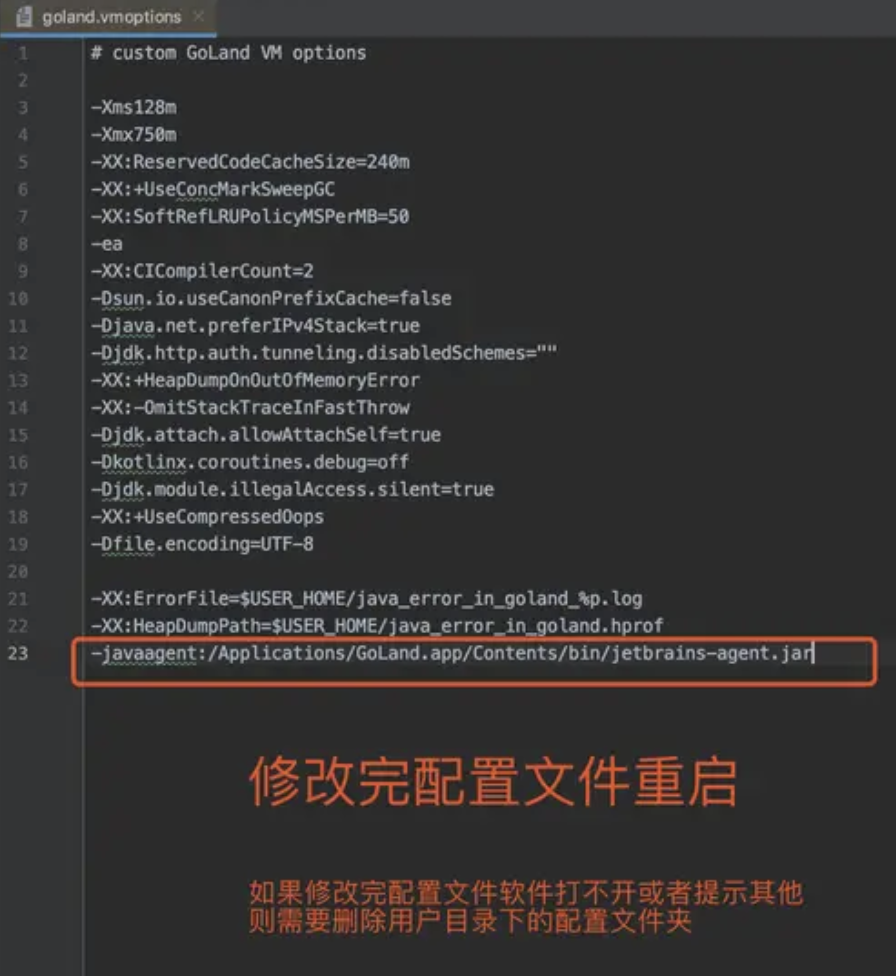 goland.vmoptions
1 # custom GoLand VM options
2
3 -Xms128m
4 -Xmx750m
5 -XX:ReservedCodeCacheSize=240m
6 -XX:+UseConcMarkSweepGC
7 -XX:SoftRefLRUPolicyMSPerMB=50
8 -ea
9 -XX:CICompilerCount=2
10 -Dsun.io.useCanonPrefixCache=false
11 -Djava.net.preferIPv4Stack=true
12 -Djdk.http.auth.tunneling.disabledSchemes=""
13 -XX:+HeapDumpOnOutOfMemoryError
14 -XX:-OmitStackTraceInFastThrow
15 -Djdk.attach.allowAttachSelf=true
16 -Dkotlinx.coroutines.debug=off
17 -Djdk.module.illegalAccess.silent=true
18 -XX:+UseCompressedOops
19 -Dfile.encoding=UTF-8
20
21 -XX:ErrorFile=$USER_HOME/java_error_in_goland_%p.log
22 -XX:HeapDumpPath=$USER_HOME/java_error_in_goland.hprof
23 -javaagent:/Applications/GoLand.app/Contents/bin/jetbrains-agent.jar
修改完配置文件重启
如果修改完配置文件软件打不开或者提示其他
则需要删除用户目录下的配置文件夹